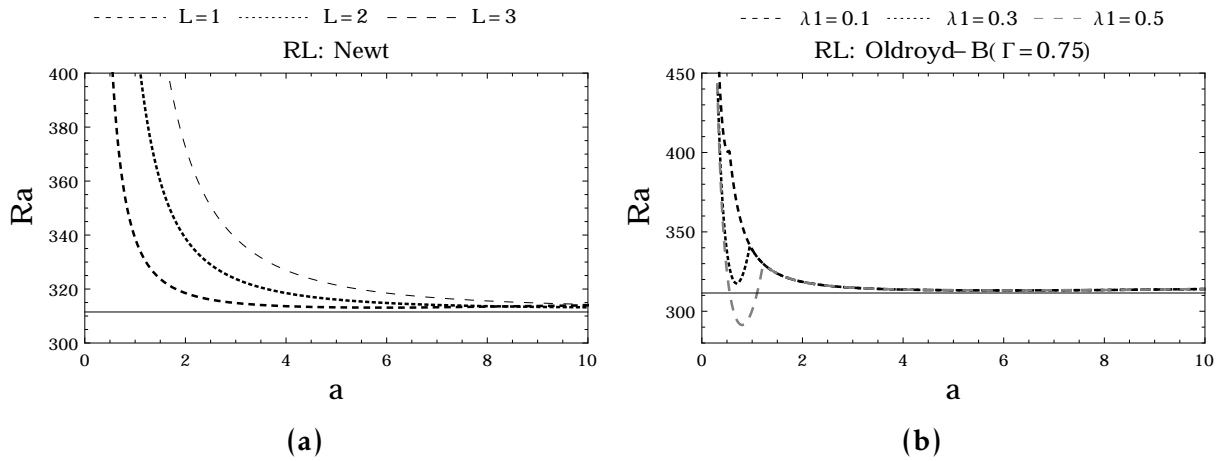 L=1 L=2 L=3
RL: Newt
400
380
360
340
320
300
Ra
0 2 4 6 8 10
a
(a)
λ1=0.1 λ1=0.3 λ1=0.5
RL: Oldroyd–B(Γ=0.75)
450
400
350
300
Ra
0 2 4 6 8 10
a
(b)